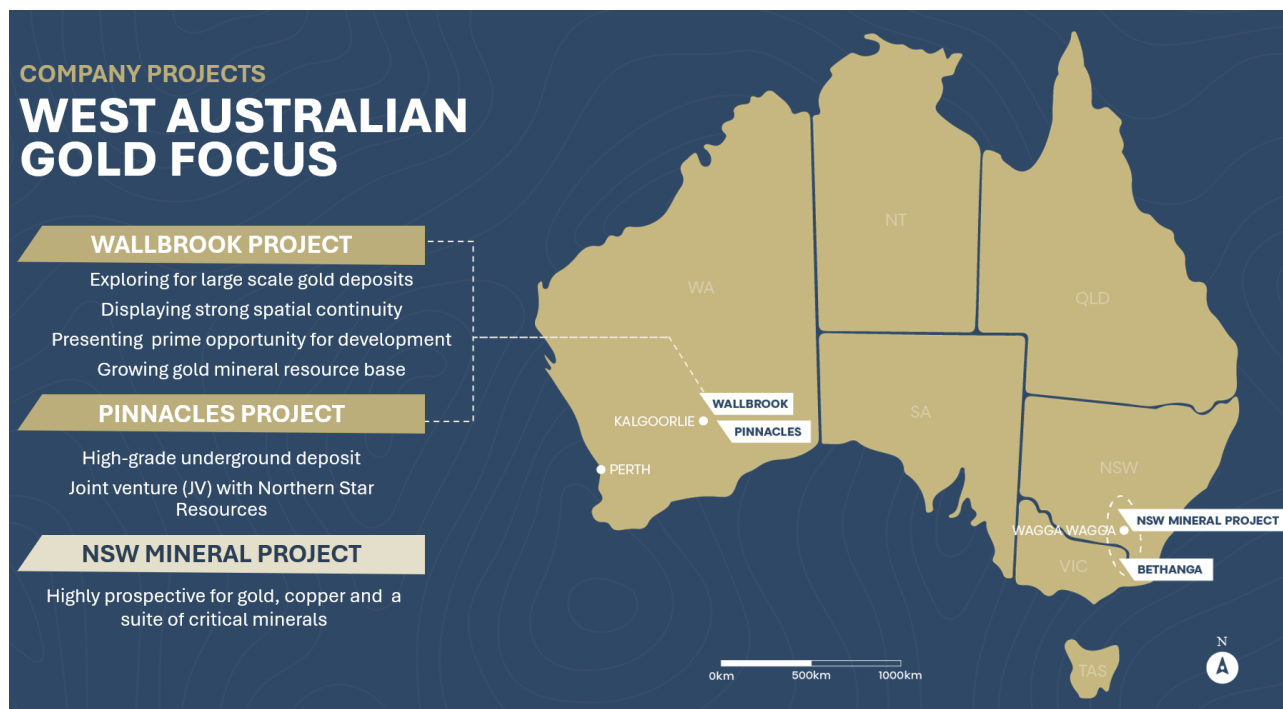 COMPANY PROJECTS
WEST AUSTRALIAN
GOLD FOCUS
WALLBROOK PROJECT
Exploring for large scale gold deposits
Displaying strong spatial continuity
Presenting  prime opportunity for development
Growing gold mineral resource base
PINNACLES PROJECT
High-grade underground deposit
Joint venture (JV) with Northern Star
Resources
NSW MINERAL PROJECT
Highly prospective for gold, copper and  a
suite of critical minerals
NT
WA
QLD
WALLBROOK
SA
KALGOORLIE
PINNACLES
PERTH
NSW
NSW MINERAL PROJECT
WAGGA WAGGA
VIC
BETHANGA
TAS
N
0km
500km
1000km